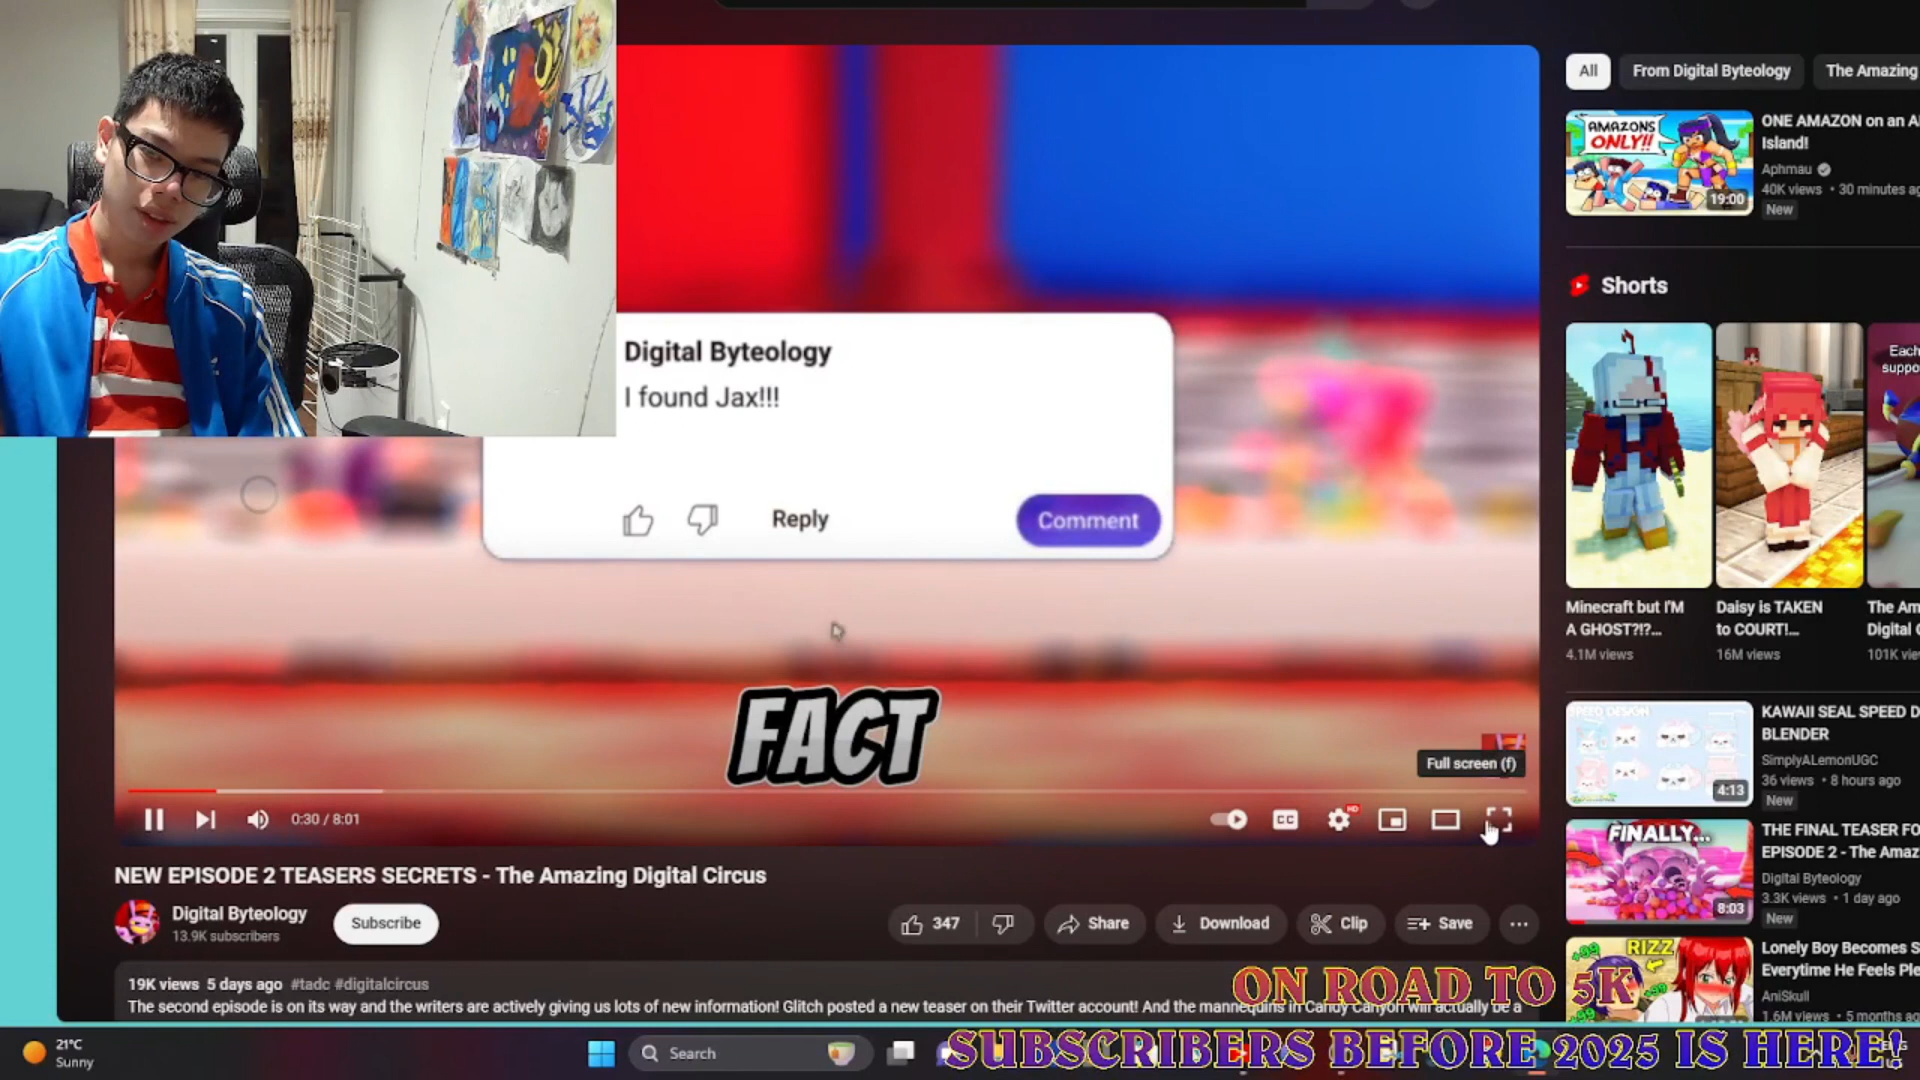 All
From Digital Byteology
The Amazing
AMAZONS
ONLY!!
19:00
ONE AMAZON on an
Island!
Aphmau
40K views • 30 minutes
New
Digital Byteology
I found Jax!!!
Reply
Comment
Shorts
Each
Minecraft but I'M
A GHOST?!?...
4.1M views
Daisy is TAKEN
to COURT!...
16M views
The
Digital
101K
FACT
Full screen (f)
0:30 / 8:01
CC
HD
4:13
KAWAII SEAL SPEED
BLENDER
SimplyALemonUGC
36 views • 8 hours ago
New
FINALLY...
8:03
THE FINAL TEASER
EPISODE 2 - The
Digital Byteology
3.3K views • 1 day ago
New
NEW EPISODE 2 TEASERS SECRETS - The Amazing Digital Circus
Digital Byteology
13.9K subscribers
Subscribe
347
Share
Download
Clip
Save
RIZZ
+99
+99
Lonely Boy Becomes
Everytime He Feels
AniSkull
1.6M views • 5 months
19K views 5 days ago #tadc #digitalcircus
The second episode is on its way and the writers are actively giving us lots of new information! Glitch posted a new teaser on their Twitter account! And the mannequins in Candy Canyon will actually be a
ON ROAD TO 5K
SUBSCRIBERS BEFORE 2025 IS HERE!
21°C
Sunny
Search